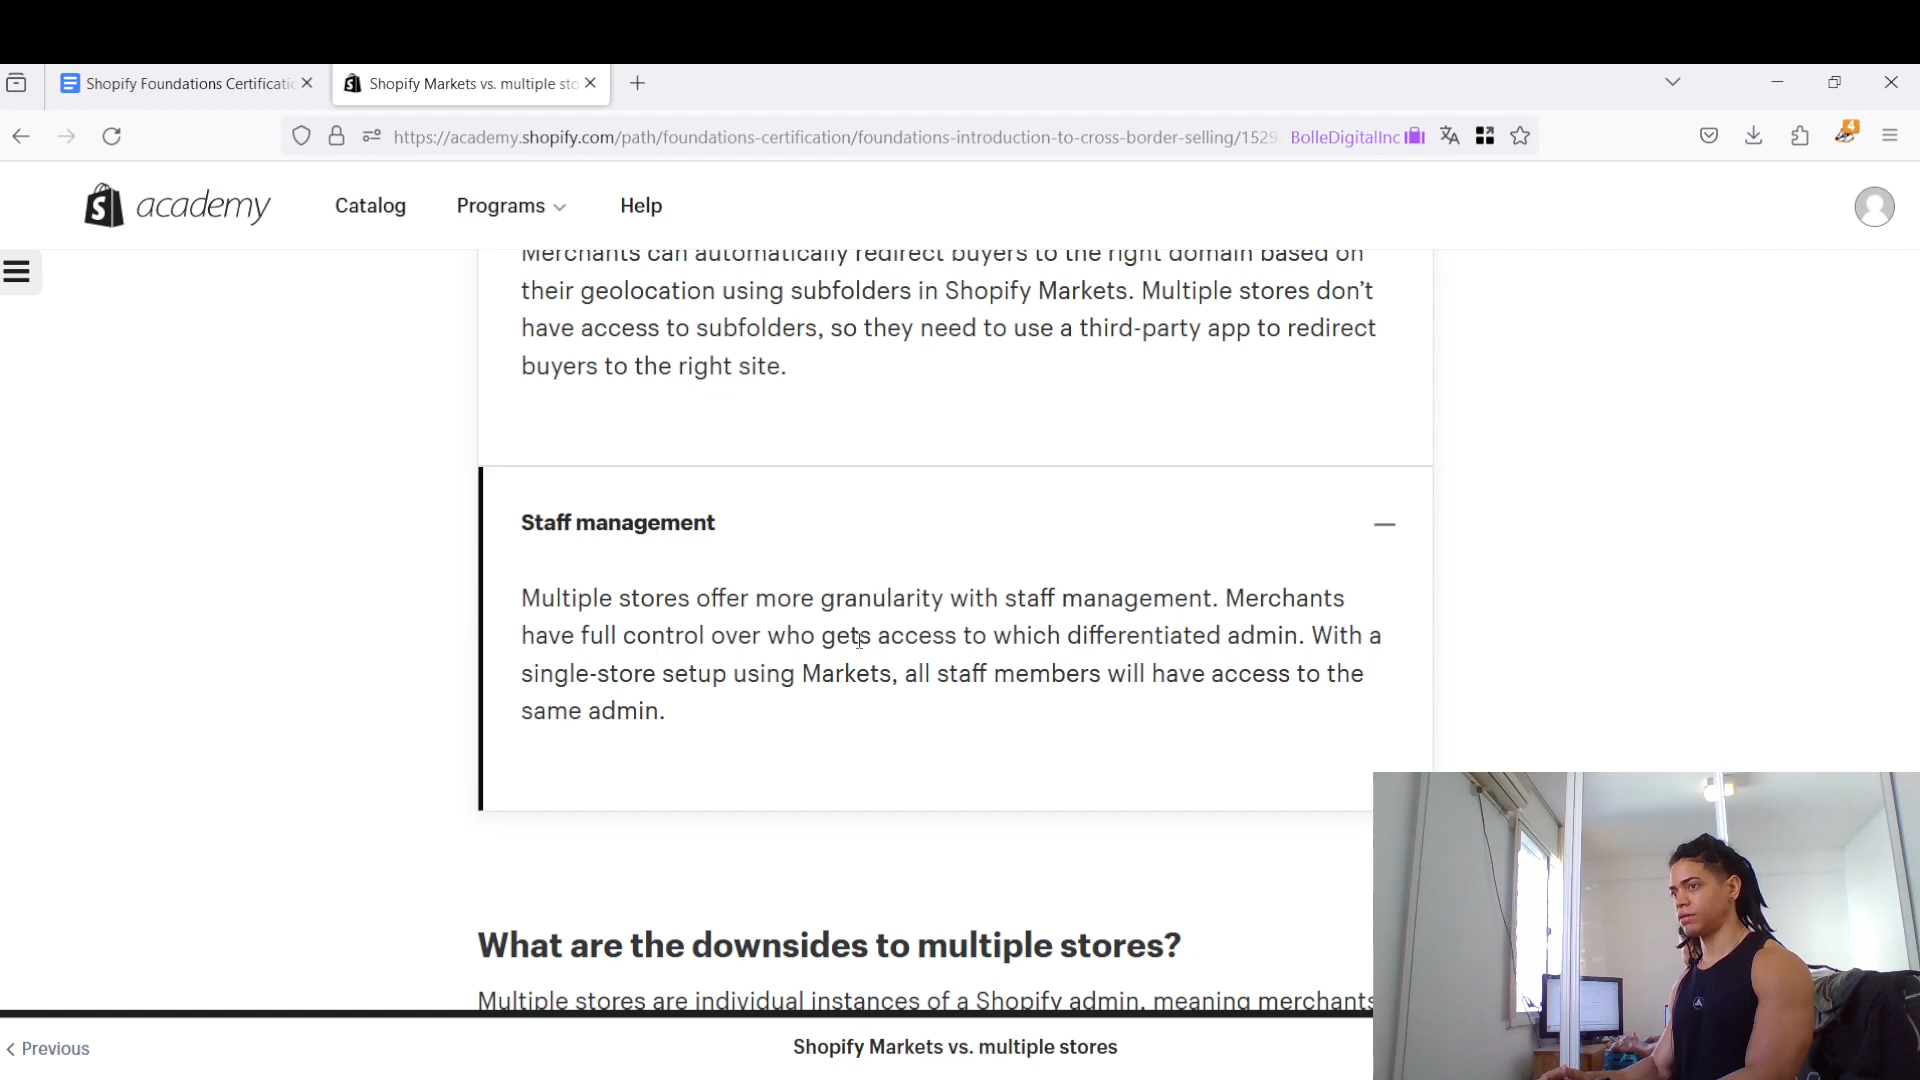 Shopify Foundations Certificatic
Shopify Markets vs. multiple sto
https://academy.shopify.com/path/foundations-certification/foundations-introduction-to-cross-border-selling/1529
BolleDigitalInc
4
academy
Catalog
Programs
Help
Merchants can automatically redirect buyers to the right domain based on
their geolocation using subfolders in Shopify Markets. Multiple stores don’t
have access to subfolders, so they need to use a third-party app to redirect
buyers to the right site.
Staff management
Multiple stores offer more granularity with staff management. Merchants
have full control over who gets access to which differentiated admin. With a
single-store setup using Markets, all staff members will have access to the
same admin.
What are the downsides to multiple stores?
Multiple stores are individual instances of a Shopify admin, meaning merchants
Previous
Shopify Markets vs. multiple stores